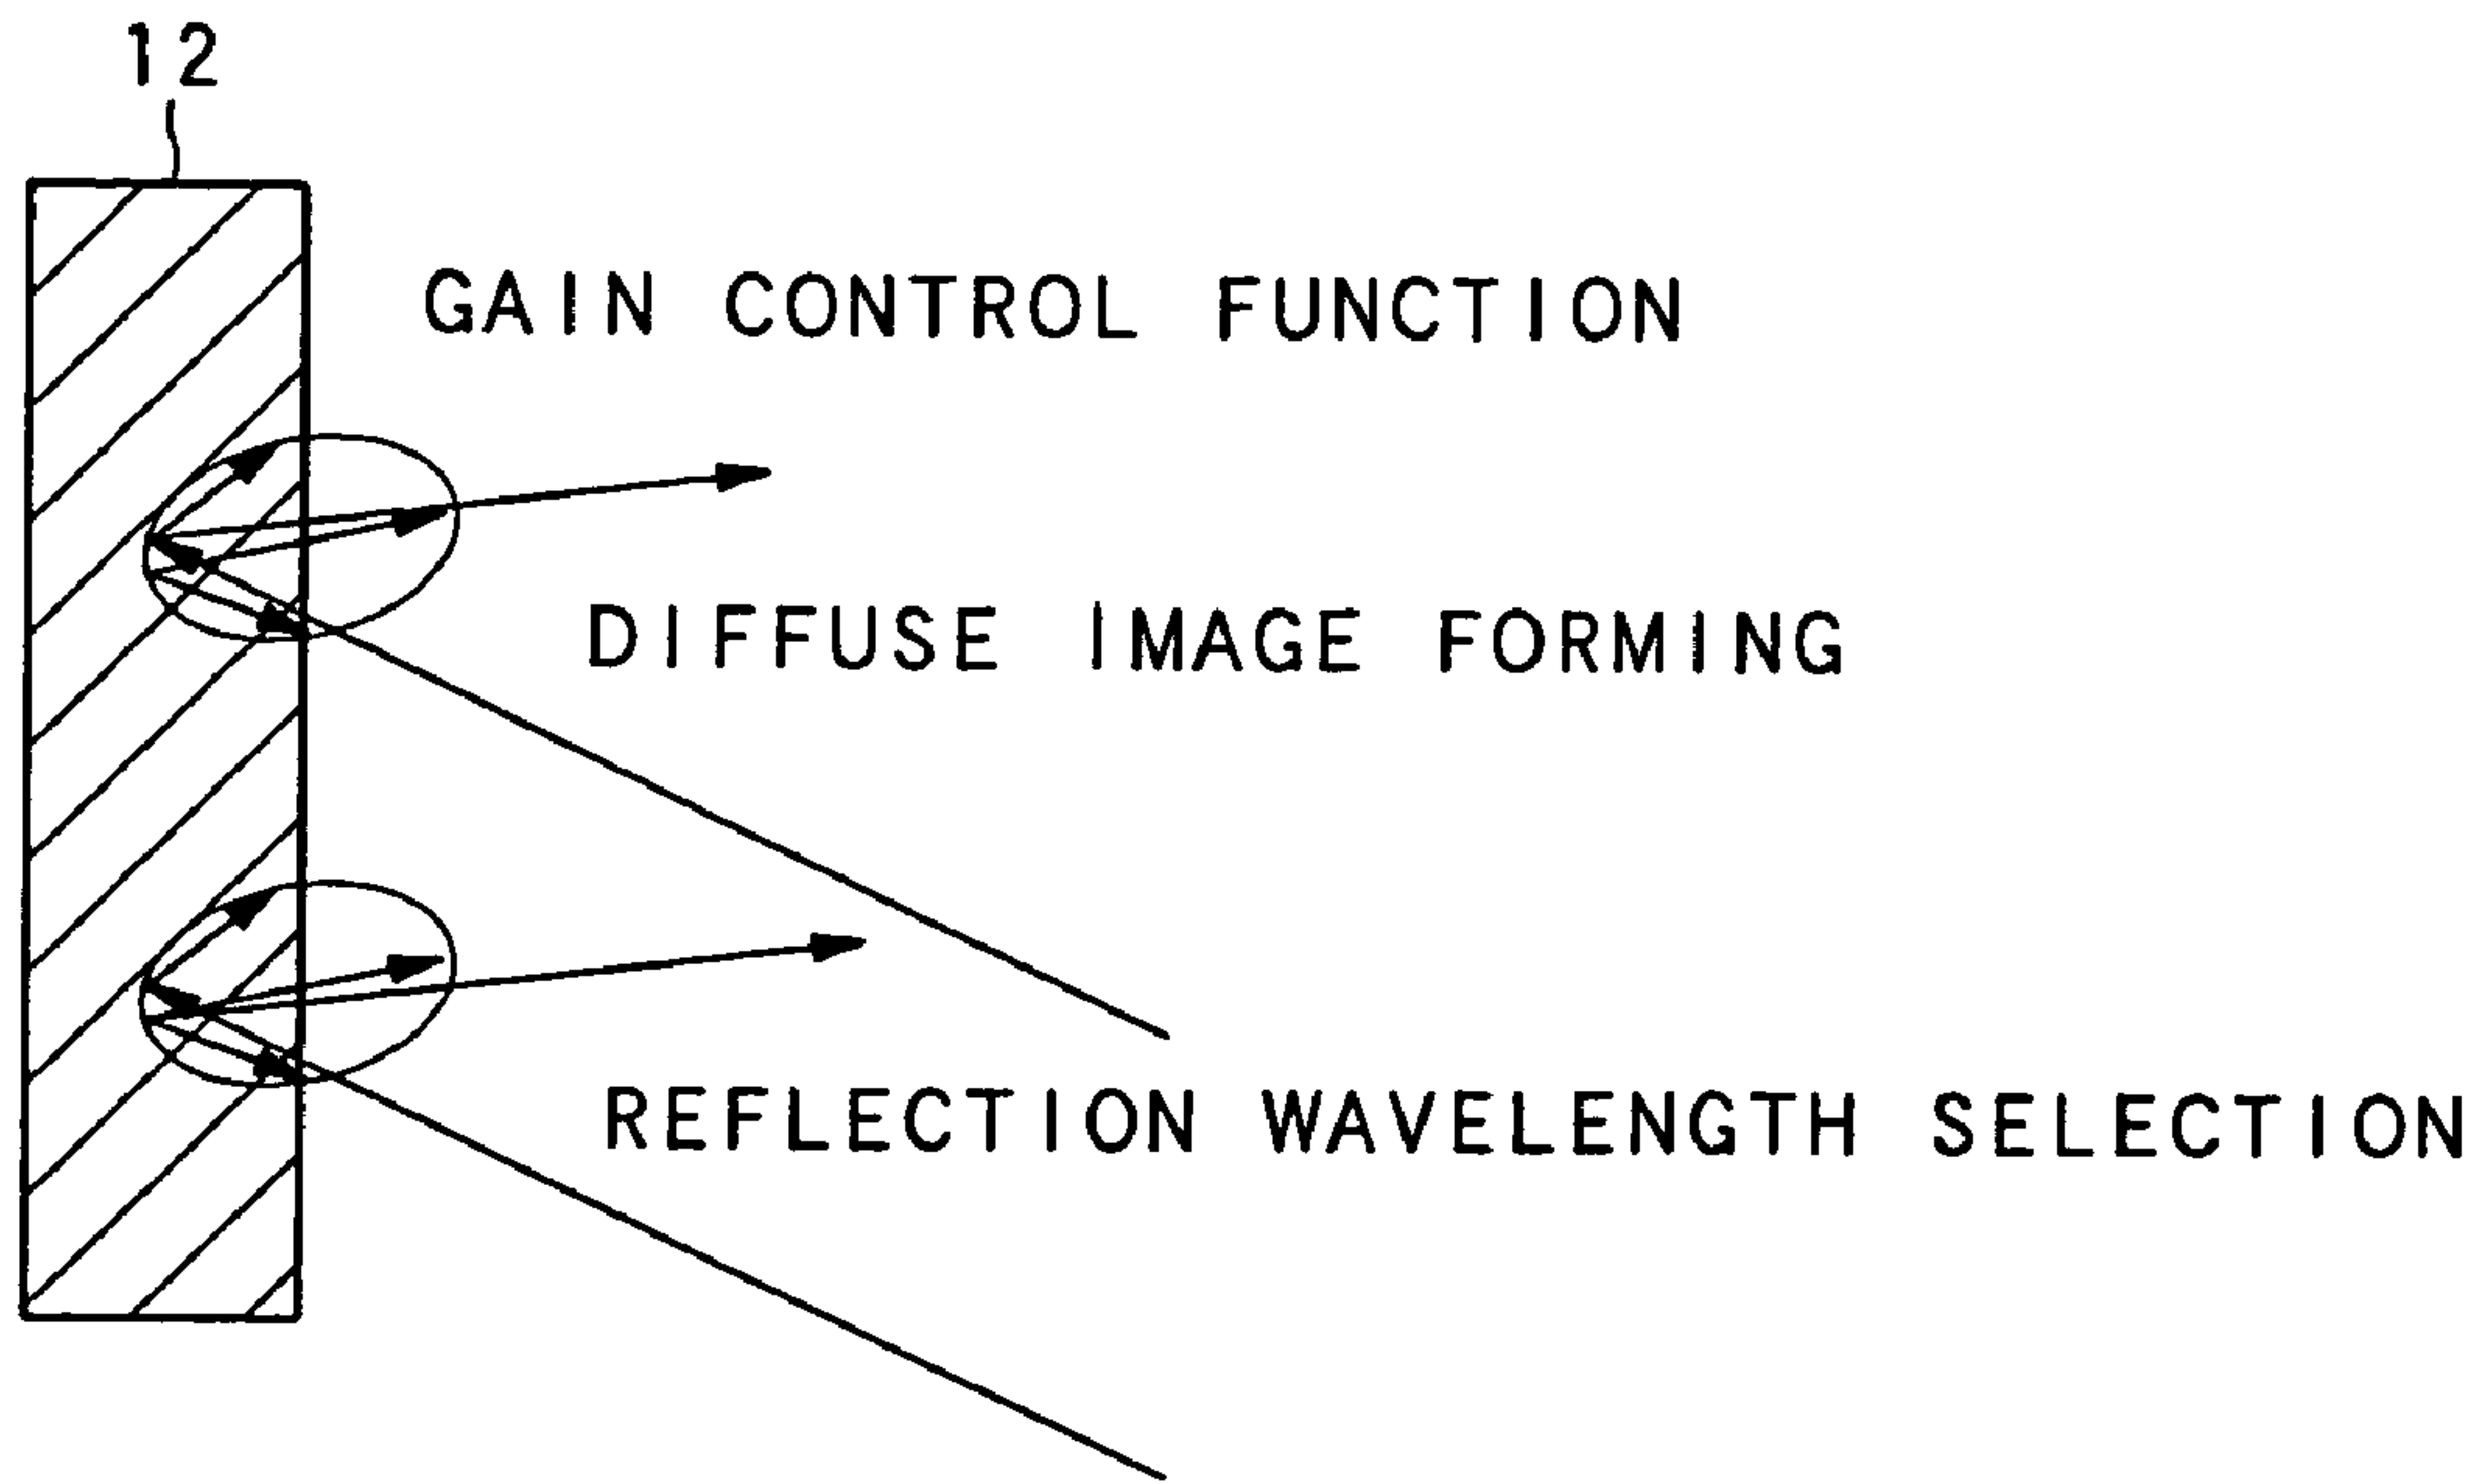 12
GAIN CONTROL FUNCTION
DIFFUSE IMAGE FORMING
REFLECTION WAVELENGTH SELECTION